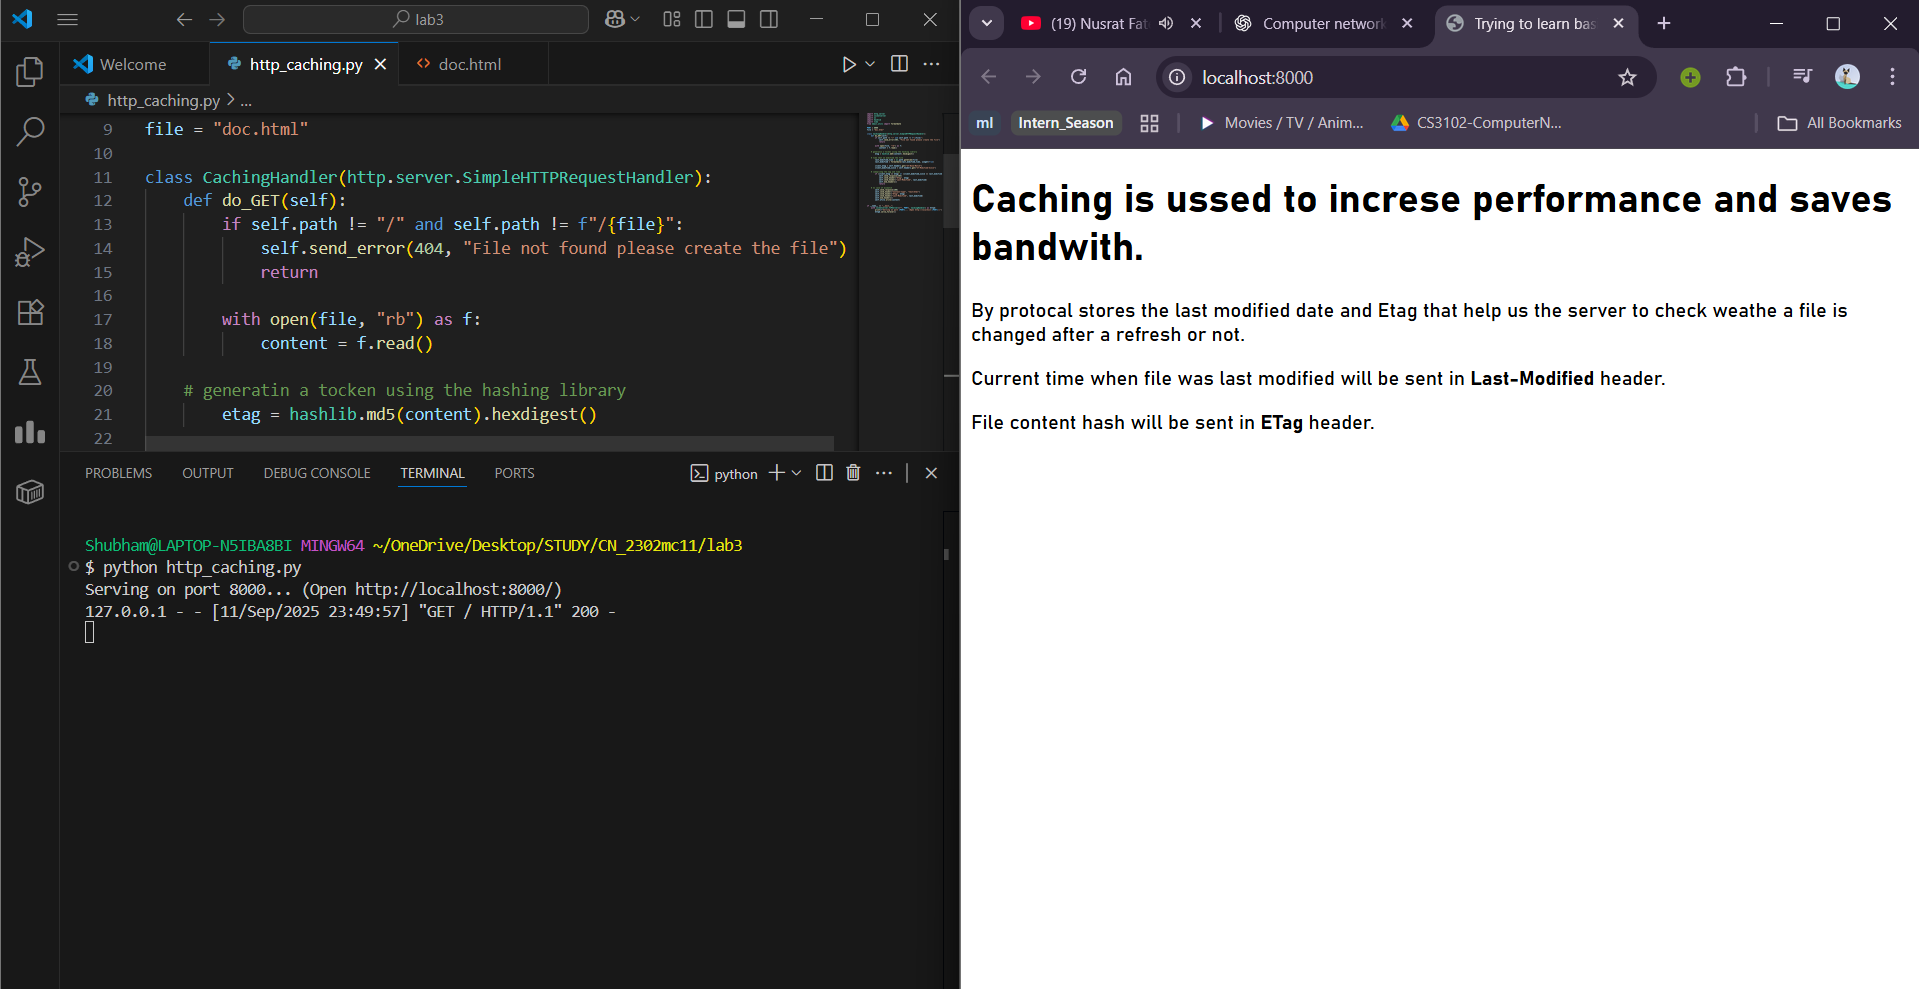 lab3
Welcome
http_caching.py
doc.html
http_caching.py > ...
9 file = "doc.html"
10
11 class CachingHandler(http.server.SimpleHTTPRequestHandler):
12 def do_GET(self):
13 if self.path != "/" and self.path != f"/{file}":
14 self.send_error(404, "File not found please create the file")
15 return
16
17 with open(file, "rb") as f:
18 content = f.read()
19
20 # generatin a tocken using the hashing library
21 etag = hashlib.md5(content).hexdigest()
22
PROBLEMS OUTPUT DEBUG CONSOLE TERMINAL PORTS
python
Shubham@LAPTOP-N5IBA8BI MINGW64 ~/OneDrive/Desktop/STUDY/CN_2302mc11/lab3
$ python http_caching.py
Serving on port 8000... (Open http://localhost:8000/)
127.0.0.1 - - [11/Sep/2025 23:49:57] "GET / HTTP/1.1" 200 -
(19) Nusrat Fat
Computer network
Trying to learn bas
localhost:8000
ml
Intern_Season
Movies / TV / Anim...
CS3102-ComputerN...
All Bookmarks
Caching is ussed to increse performance and saves
bandwith.
By protocal stores the last modified date and Etag that help us the server to check weathe a file is
changed after a refresh or not.
Current time when file was last modified will be sent in Last-Modified header.
File content hash will be sent in ETag header.